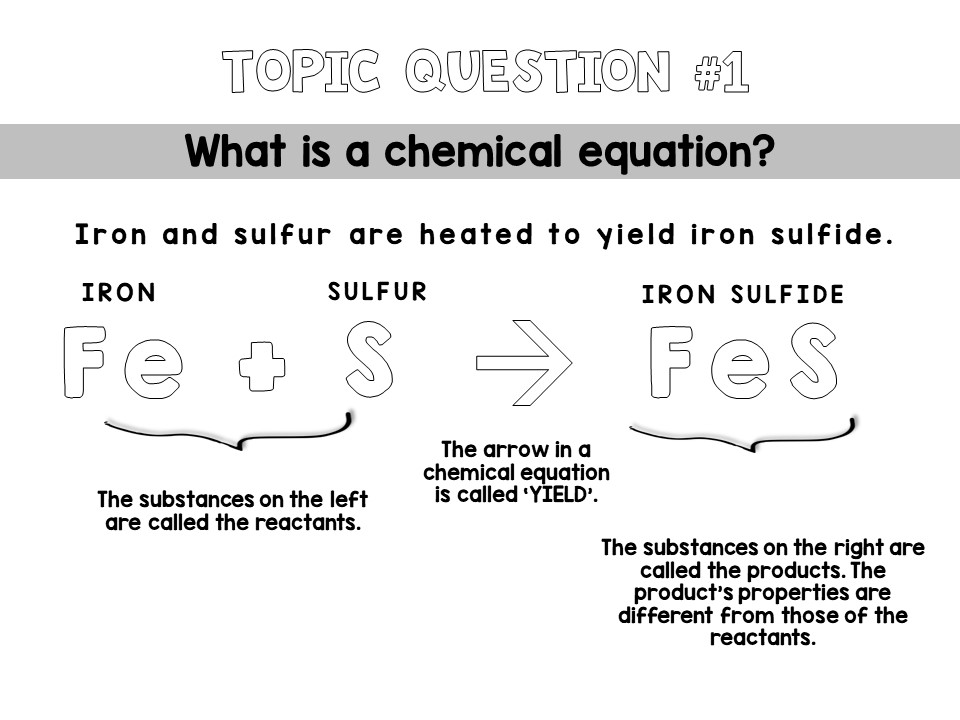 TOPIC QUESTION #1
What is a chemical equation?
Iron and sulfur are heated to yield iron sulfide.
IRON SULFUR IRON SULFIDE
Fe + S → FeS
The arrow in a
chemical equation
is called ‘YIELD’.
The substances on the left
are called the reactants.
The substances on the right are
called the products. The
product's properties are
different from those of the
reactants.